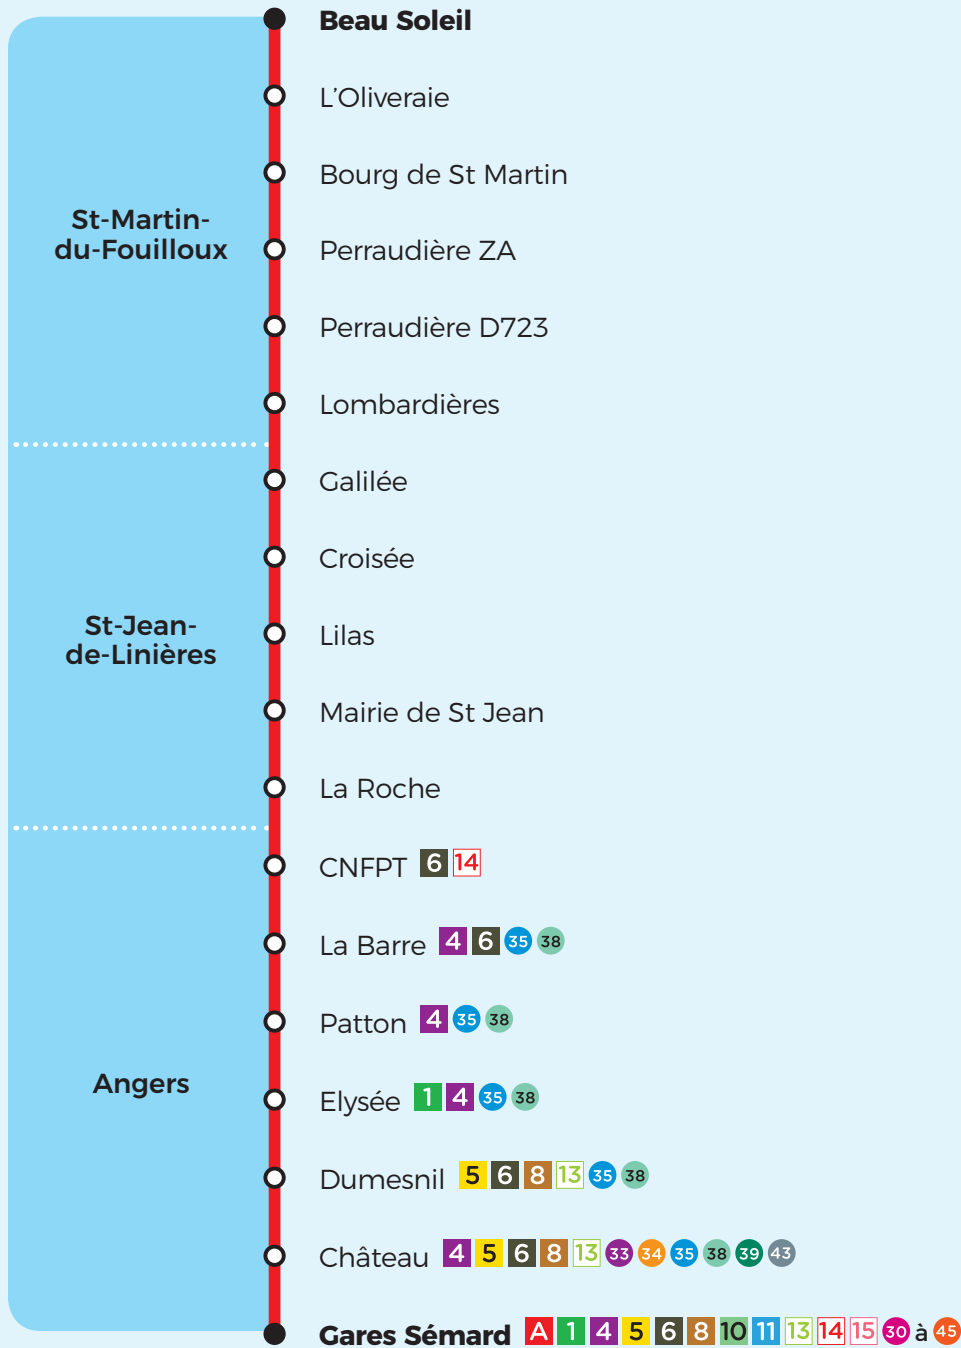 Beau Soleil
L'Oliveraie
Bourg de St Martin
St-Martin-
du-Fouilloux
Perraudière ZA
Perraudière D723
Lombardières
Galilée
Croisée
St-Jean-
de-Linières
Lilas
Mairie de St Jean
La Roche
CNFPT 6 14
La Barre 4 6 35 38
Patton 4 35 38
Angers
Elysée 1 4 35 38
Dumesnil 5 6 8 13 35 38
Château 4 5 6 8 13 33 34 35 38 39 43
Gares Sémard A 1 4 5 6 8 10 11 13 14 15 30 à 45